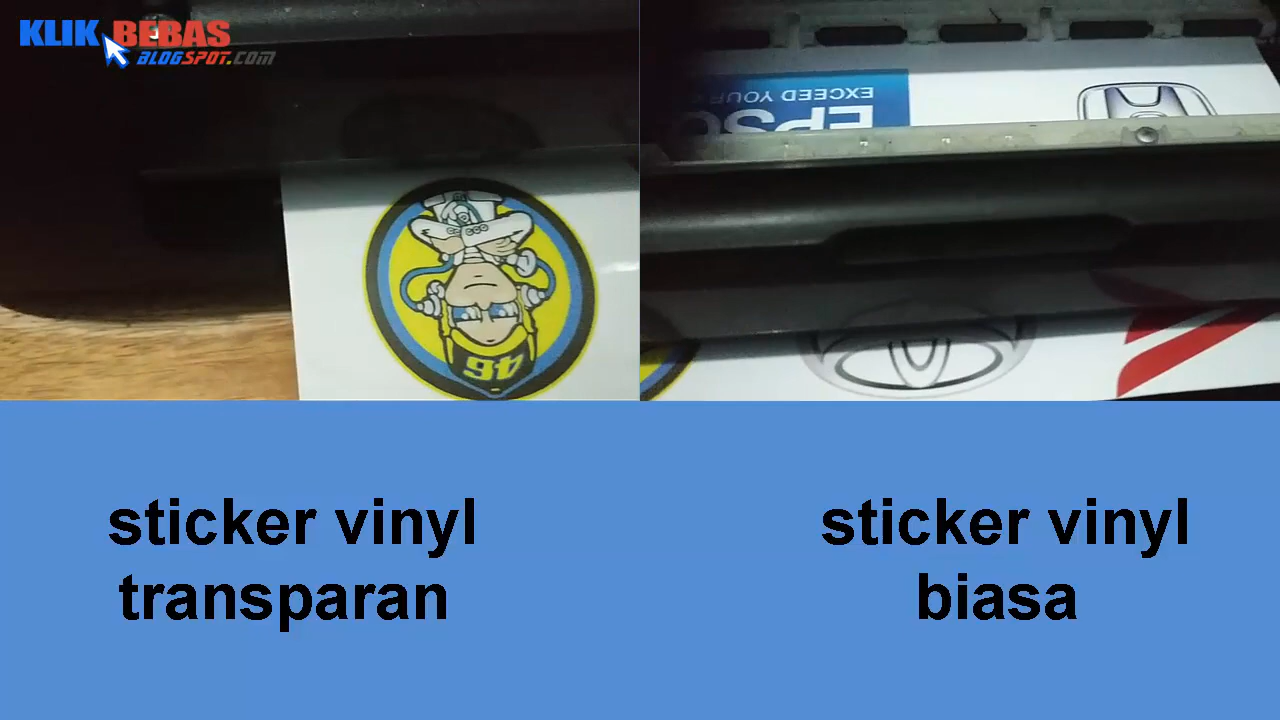 KLIK BEBAS
BLOGSPOT.COM
EXCEED YOUR
EPSO
46
sticker vinyl
transparan
sticker vinyl
biasa